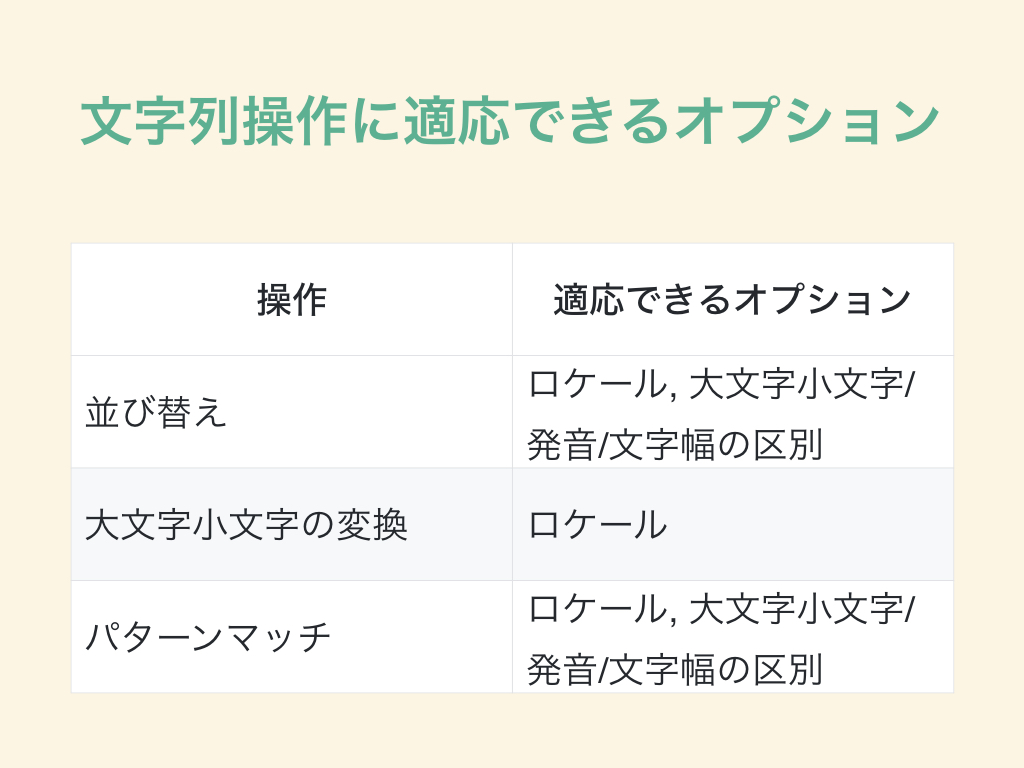 文字列操作に適応できるオプション
操作
適応できるオプション
並び替え
ロケール, 大文字小文字/
発音/文字幅の区別
大文字小文字の変換
ロケール
パターンマッチ
ロケール, 大文字小文字/
発音/文字幅の区別